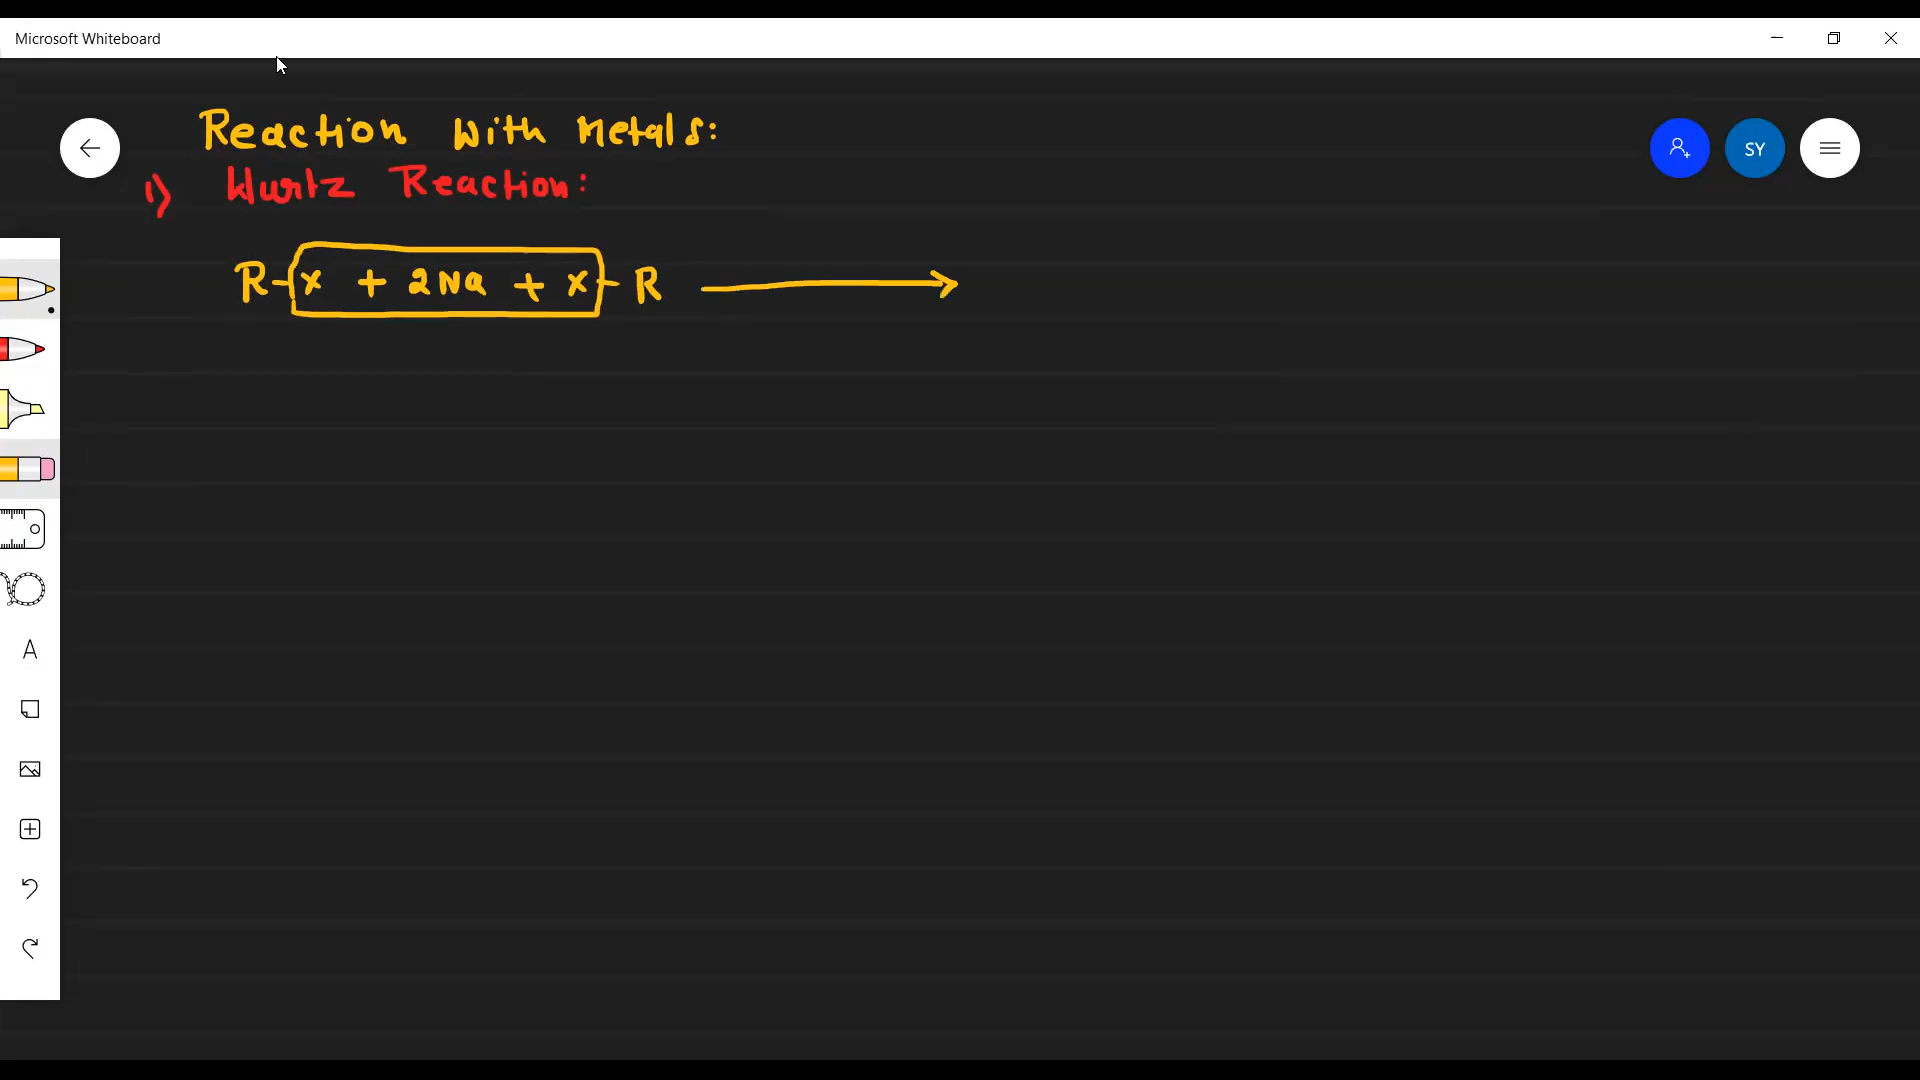 Microsoft Whiteboard
Reaction With Metals:
1) Wurtz Reaction:
R-x + 2Na + x-R ⟶
SY
A